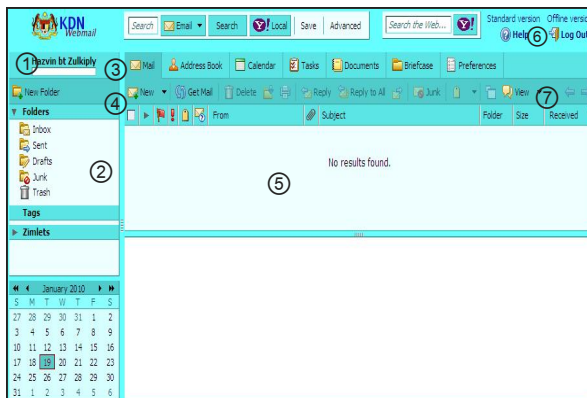 KDN
Webmail
Search Email Search Local Save Advanced Search the Web...
Standard version Offline versio
⑥ Help Log Out
① Hazvin bt Zulkiply
③ Mail Address Book Calendar Tasks Documents Briefcase Preferences
New Folder
④ New Get Mail Delete Reply Reply to All Junk View ⑦
Folders
From Subject Folder Size Received
Inbox
Sent
Drafts
Junk
Trash
②
No results found.
⑤
Tags
Zimlets
January 2010
S M T W T F S
27 28 29 30 31 1 2
3 4 5 6 7 8 9
10 11 12 13 14 15 16
17 18 19 20 21 22 23
24 25 26 27 28 29 30
31 1 2 3 4 5 6